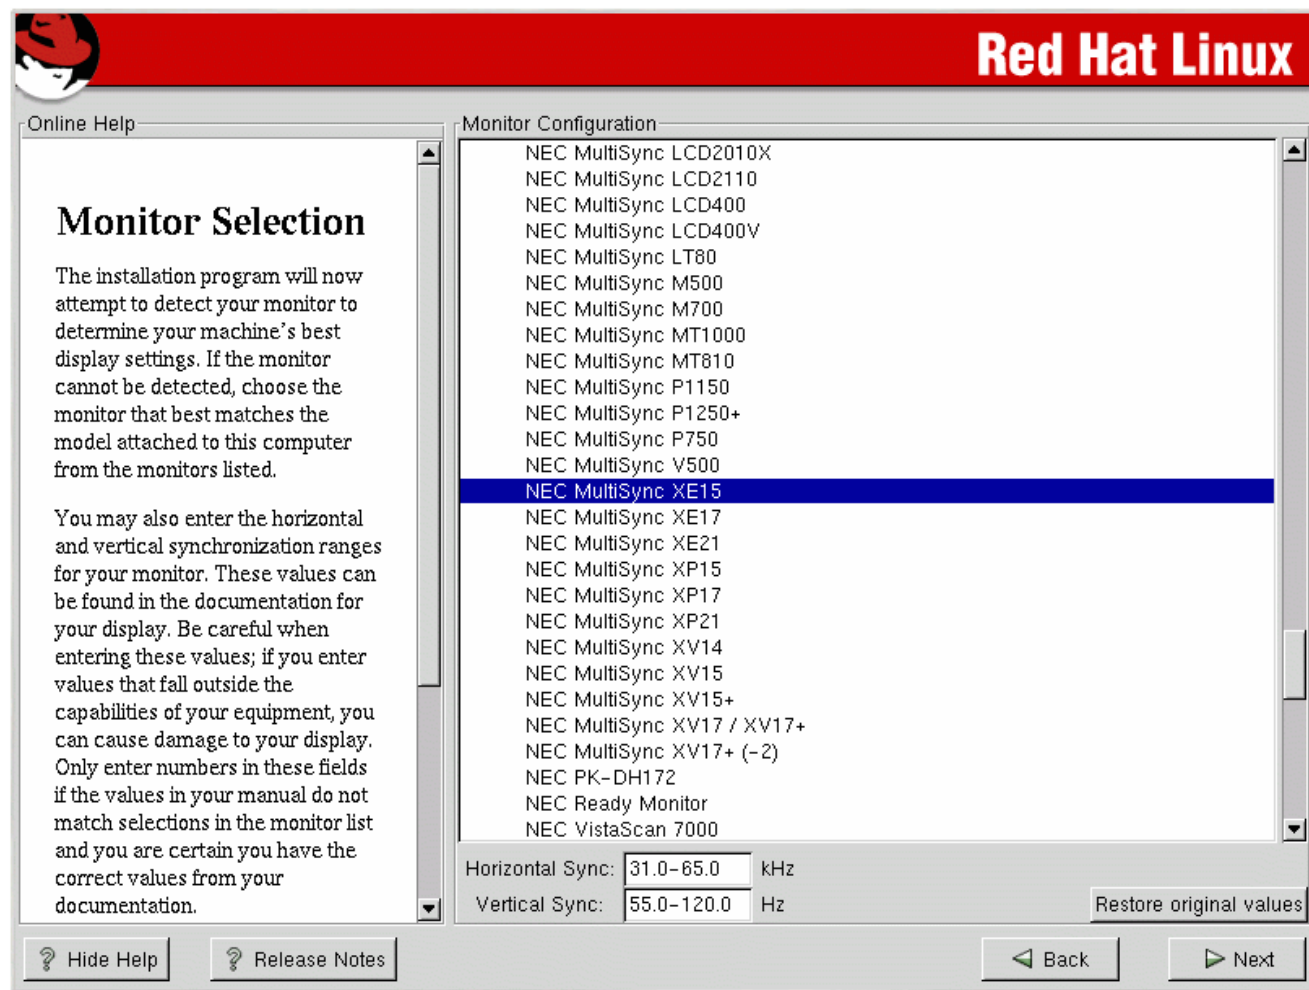 Red Hat Linux
Online Help
Monitor Selection
The installation program will now
attempt to detect your monitor to
determine your machine's best
display settings. If the monitor
cannot be detected, choose the
monitor that best matches the
model attached to this computer
from the monitors listed.
You may also enter the horizontal
and vertical synchronization ranges
for your monitor. These values can
be found in the documentation for
your display. Be careful when
entering these values; if you enter
values that fall outside the
capabilities of your equipment, you
can cause damage to your display.
Only enter numbers in these fields
if the values in your manual do not
match selections in the monitor list
and you are certain you have the
correct values from your
documentation.
Monitor Configuration
NEC MultiSync LCD2010X
NEC MultiSync LCD2110
NEC MultiSync LCD400
NEC MultiSync LCD400V
NEC MultiSync LT80
NEC MultiSync M500
NEC MultiSync M700
NEC MultiSync MT1000
NEC MultiSync MT810
NEC MultiSync P1150
NEC MultiSync P1250+
NEC MultiSync P750
NEC MultiSync V500
NEC MultiSync XE15
NEC MultiSync XE17
NEC MultiSync XE21
NEC MultiSync XP15
NEC MultiSync XP17
NEC MultiSync XP21
NEC MultiSync XV14
NEC MultiSync XV15
NEC MultiSync XV15+
NEC MultiSync XV17 / XV17+
NEC MultiSync XV17+ (-2)
NEC PK-DH172
NEC Ready Monitor
NEC VistaScan 7000
Horizontal Sync: 31.0-65.0 kHz
Vertical Sync: 55.0-120.0 Hz
Restore original values
Hide Help
Release Notes
Back
Next